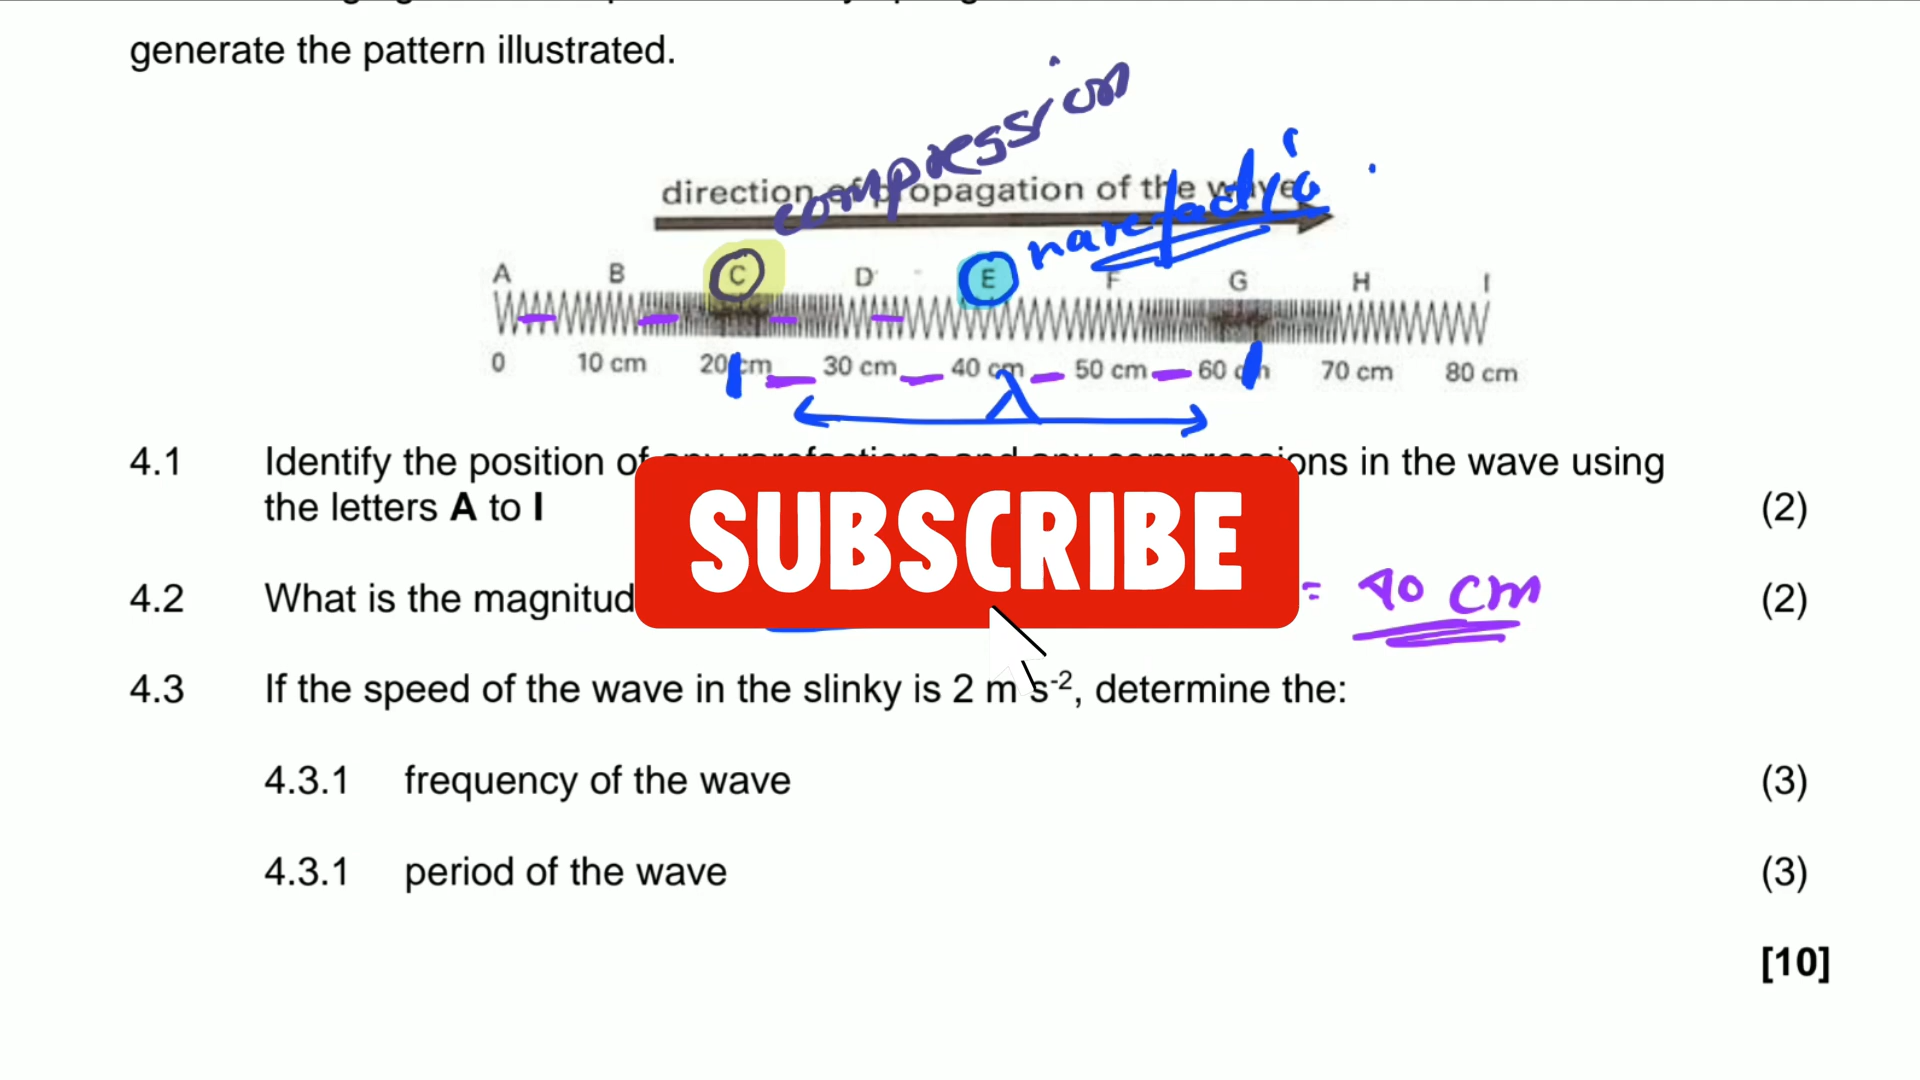 generate the pattern illustrated.
compression
direction of propagation of the wave
rarefactio
A B C D E F G H I
0 10 cm 20 cm 30 cm 40 cm 50 cm 60 cm 70 cm 80 cm
λ
4.1 Identify the position of any rarefactions and any compressions in the wave using
the letters A to I (2)
SUBSCRIBE
4.2 What is the magnitud = 40 cm (2)
4.3 If the speed of the wave in the slinky is 2 m s-2, determine the:
4.3.1 frequency of the wave (3)
4.3.1 period of the wave (3)
[10]